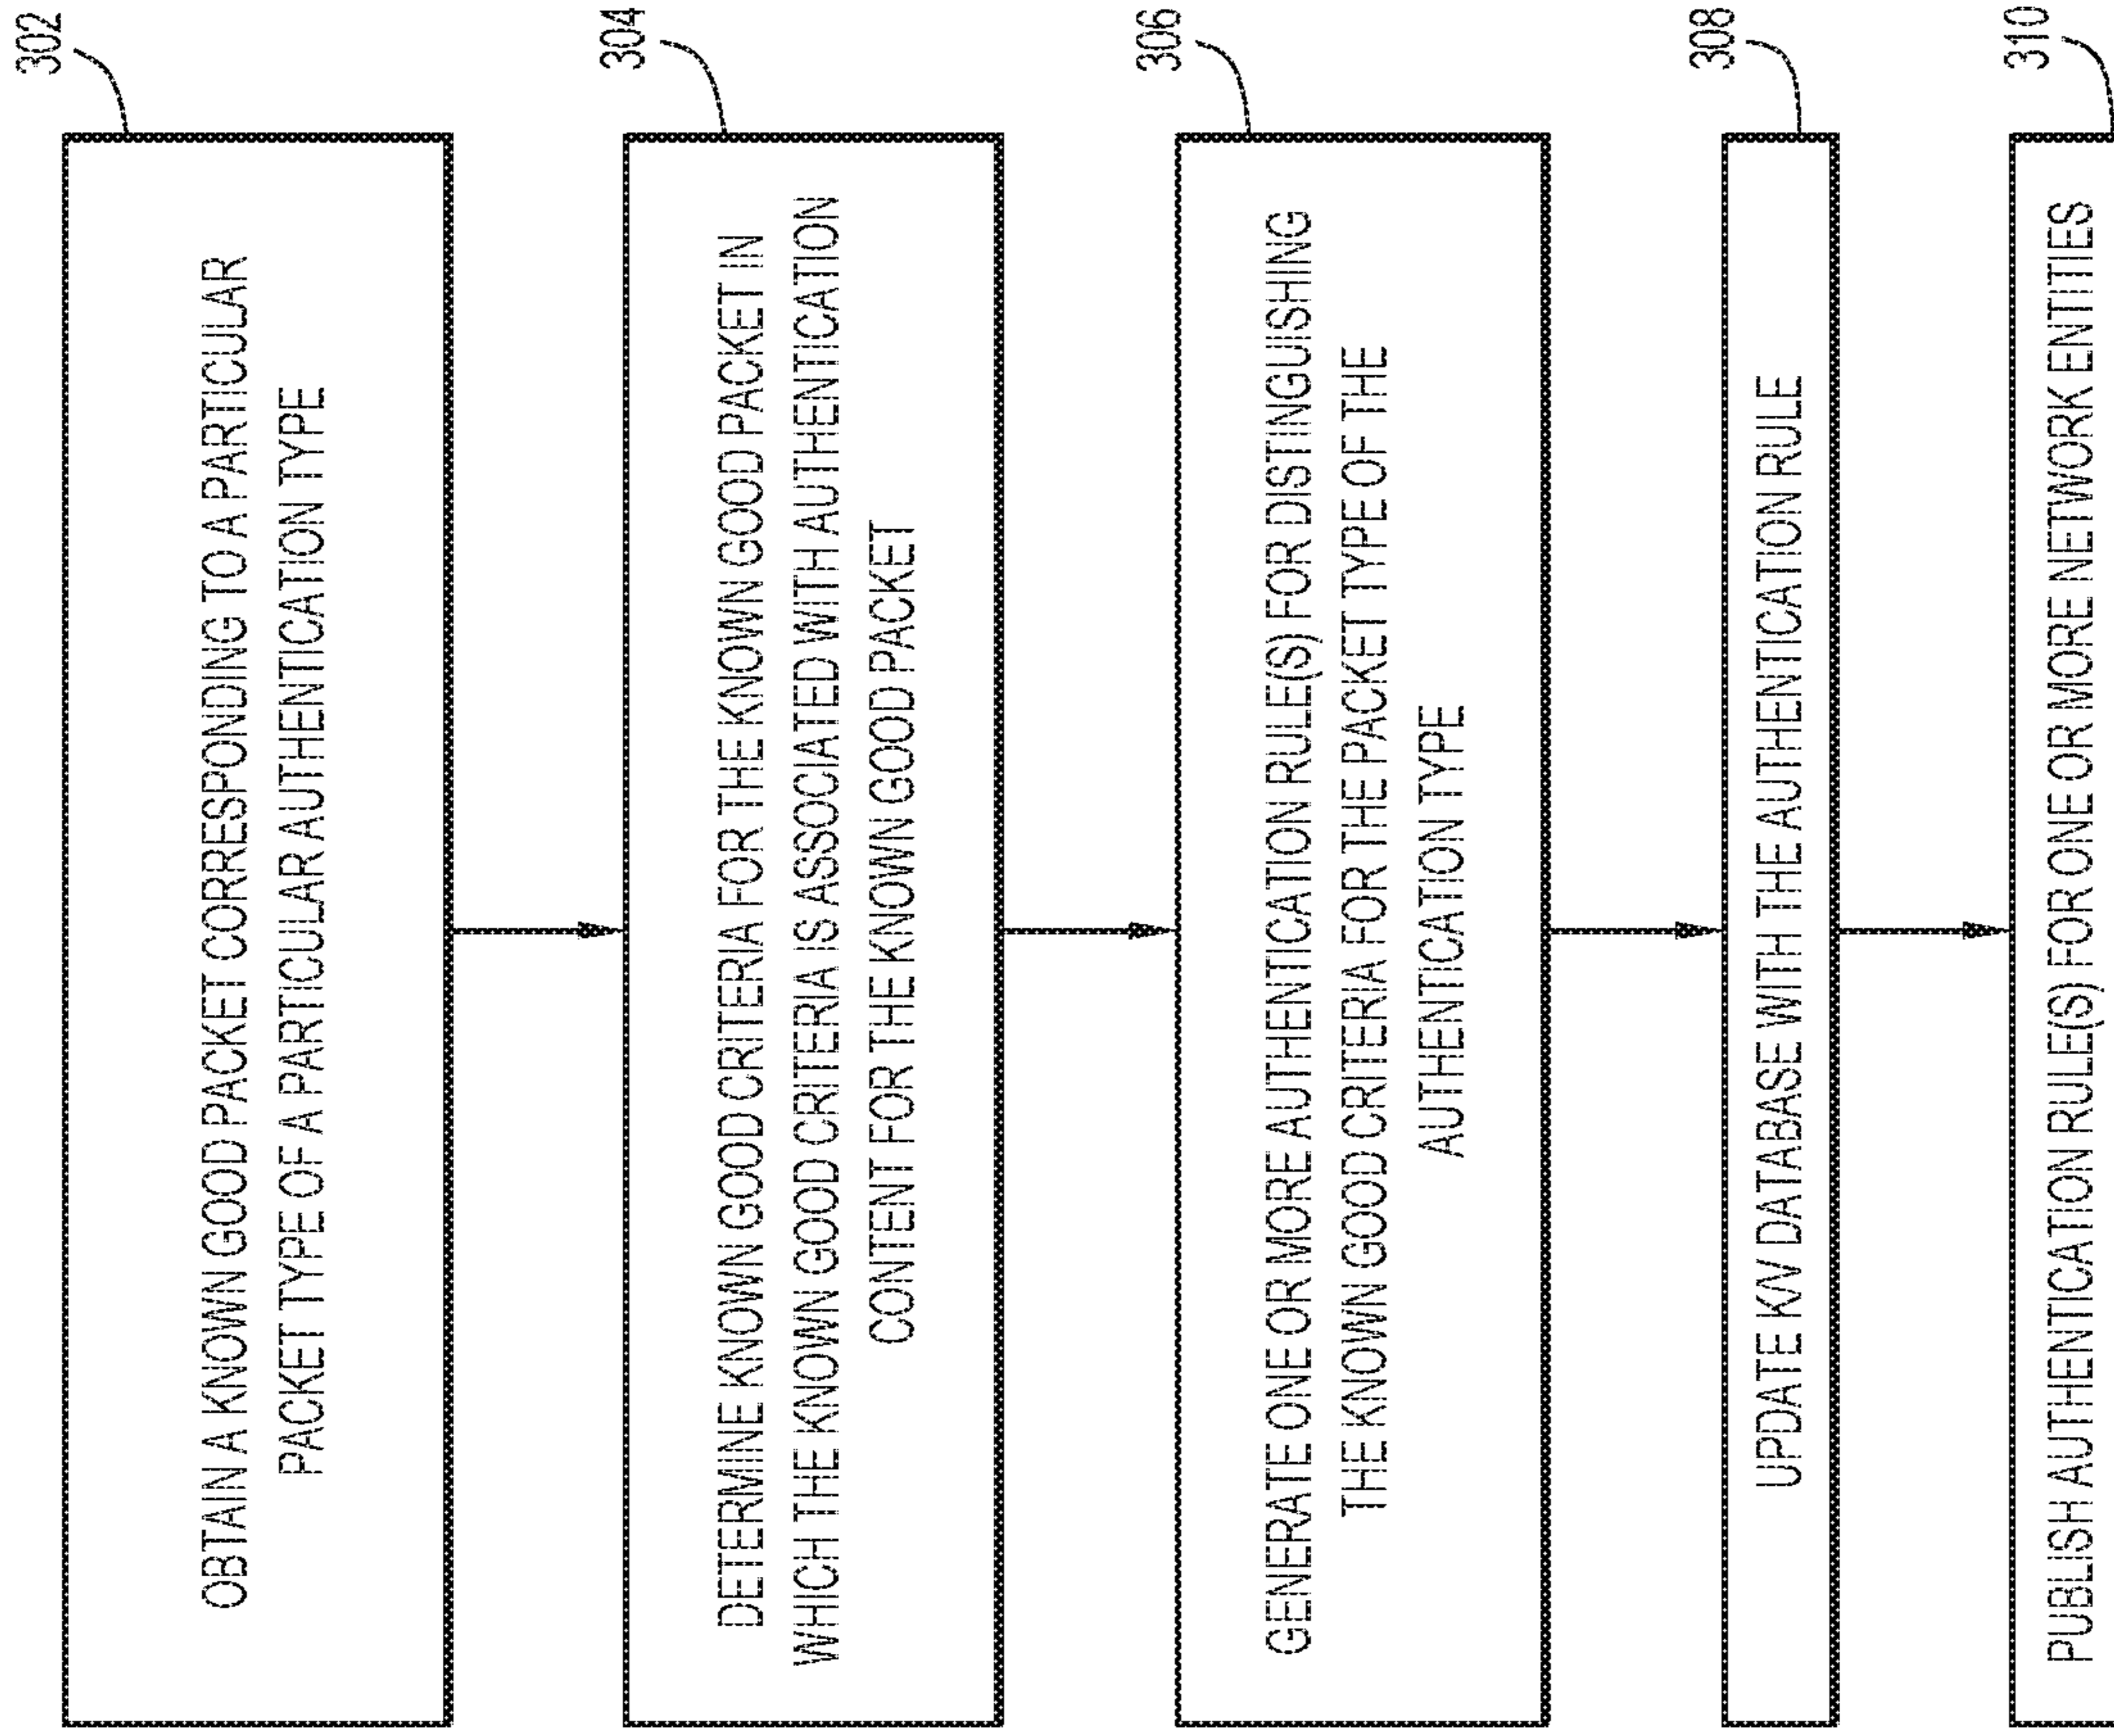 302
OBTAIN A KNOWN GOOD PACKET CORRESPONDING TO A PARTICULAR
PACKET TYPE OF A PARTICULAR AUTHENTICATION TYPE
304
DETERMINE KNOWN GOOD CRITERIA FOR THE KNOWN GOOD PACKET IN
WHICH THE KNOWN GOOD CRITERIA IS ASSOCIATED WITH AUTHENTICATION
CONTENT FOR THE KNOWN GOOD PACKET
306
GENERATE ONE OR MORE AUTHENTICATION RULE(S) FOR DISTINGUISHING
THE KNOWN GOOD CRITERIA FOR THE PACKET TYPE OF THE
AUTHENTICATION TYPE
308
UPDATE K/V DATABASE WITH THE AUTHENTICATION RULE
310
PUBLISH AUTHENTICATION RULE(S) FOR ONE OR MORE NETWORK ENTITIES